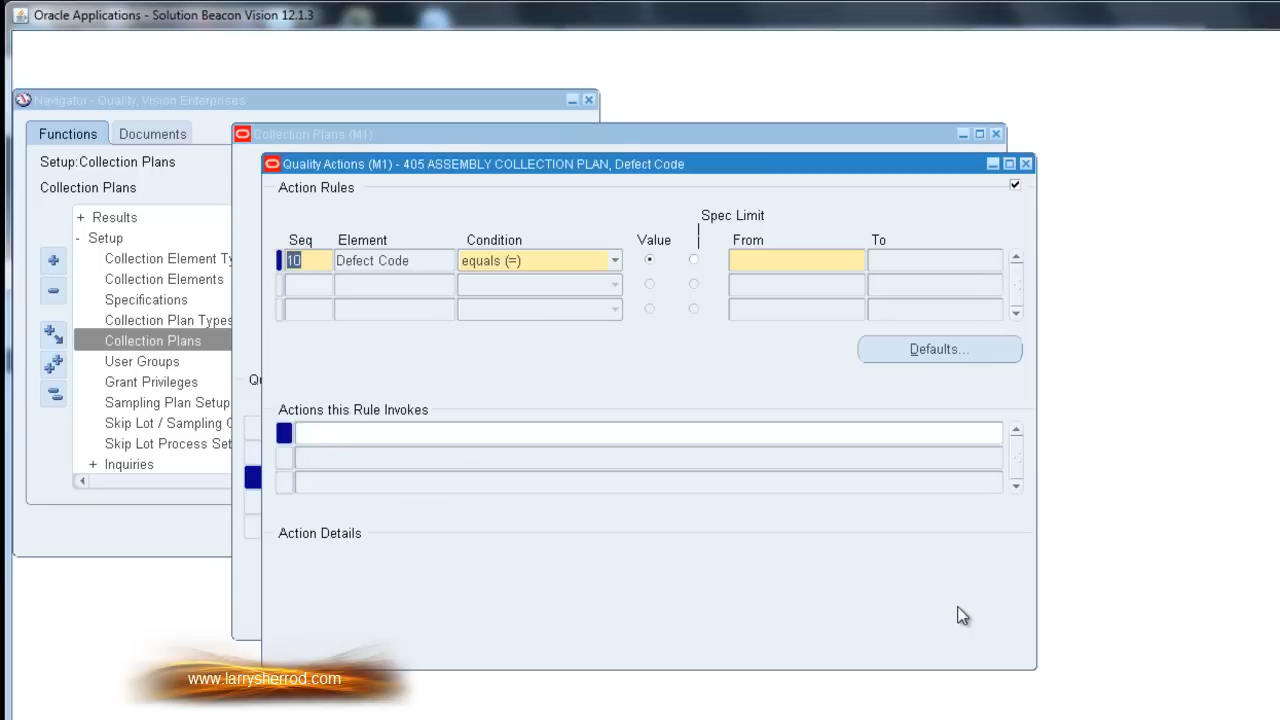 Oracle Applications - Solution Beacon Vision 12.1.3
Navigator - Quality, Vision Enterprises
Functions
Documents
Setup:Collection Plans
Collection Plans
+ Results
- Setup
Collection Element Ty
Collection Elements
Specifications
Collection Plan Types
Collection Plans
User Groups
Grant Privileges
Sampling Plan Setup
Skip Lot / Sampling C
Skip Lot Process Set
+ Inquiries
Collection Plans (M1)
Qu
Quality Actions (M1) - 405 ASSEMBLY COLLECTION PLAN, Defect Code
Action Rules
Spec Limit
Seq Element Condition Value From To
10 Defect Code equals (=)
Defaults...
Actions this Rule Invokes
Action Details
www.larrysherrod.com